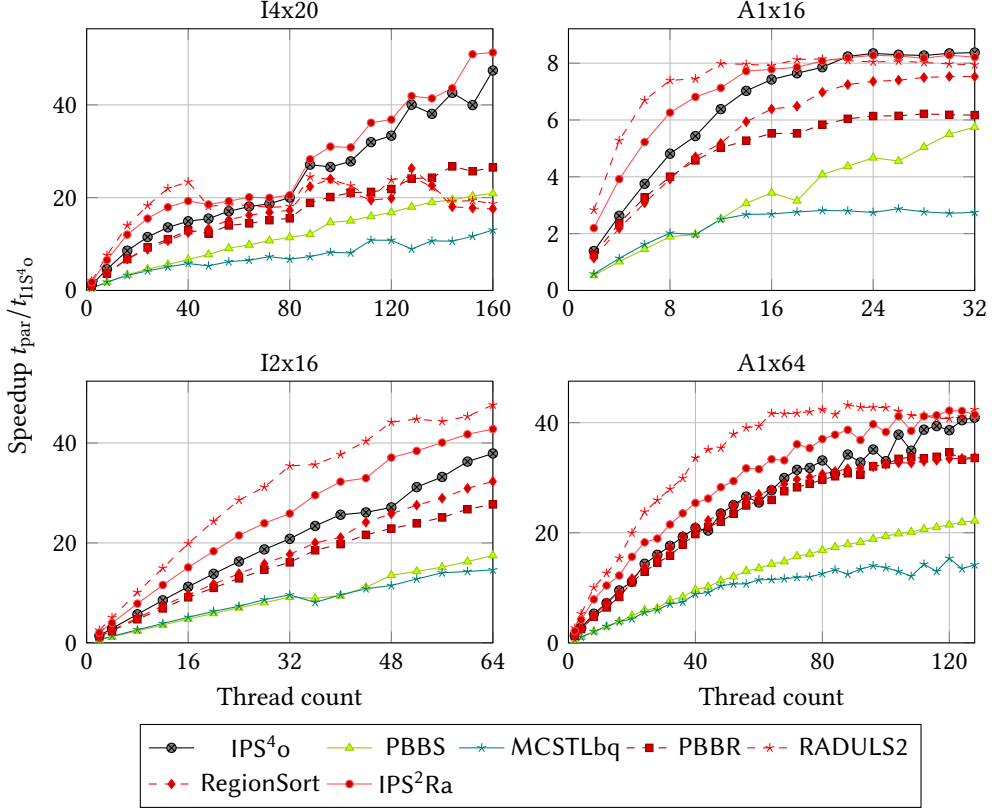 I4x20
A1x16
40
20
0
0
40
80
120
160
8
6
4
2
0
0
8
16
24
32
Speedup t_par/t_I1S⁴o
I2x16
A1x64
40
20
0
0
16
32
48
64
40
20
0
0
40
80
120
Thread count
Thread count
IPS⁴o
PBBS
MCSTLbq
PBBR
RADULS2
RegionSort
IPS²Ra